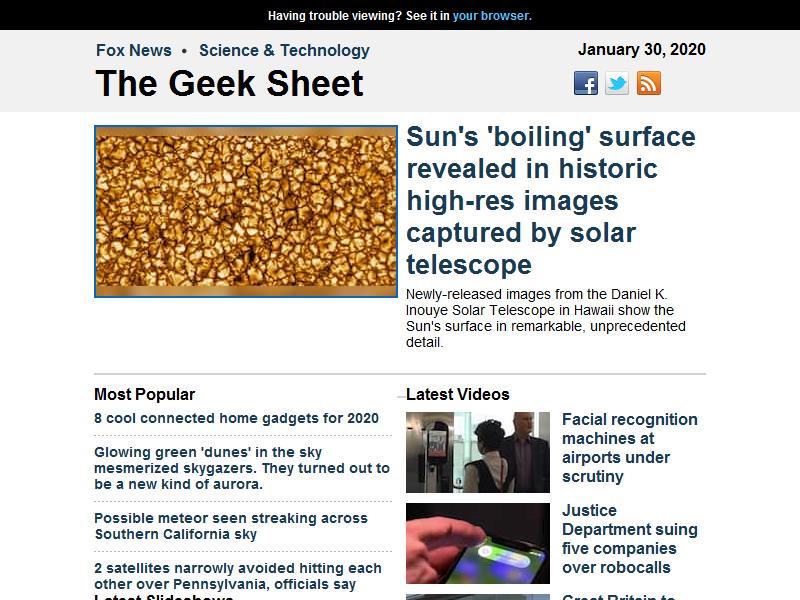 Having trouble viewing? See it in your browser.
Fox News • Science & Technology
January 30, 2020
The Geek Sheet
Sun's 'boiling' surface
revealed in historic
high-res images
captured by solar
telescope
Newly-released images from the Daniel K.
Inouye Solar Telescope in Hawaii show the
Sun's surface in remarkable, unprecedented
detail.
Most Popular
8 cool connected home gadgets for 2020
Glowing green 'dunes' in the sky
mesmerized skygazers. They turned out to
be a new kind of aurora.
Possible meteor seen streaking across
Southern California sky
2 satellites narrowly avoided hitting each
other over Pennsylvania, officials say
Latest Slideshows
Latest Videos
Facial recognition
machines at
airports under
scrutiny
Justice
Department suing
five companies
over robocalls
Great Britain to